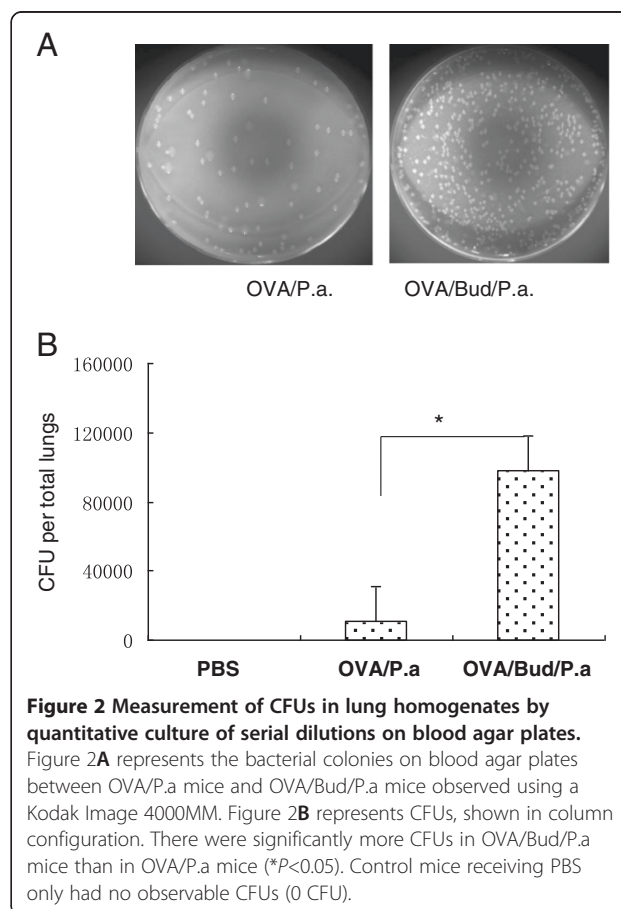 A
OVA/P.a. OVA/Bud/P.a.
B
160000
120000
80000
40000
0
CFU per total lungs
*
PBS OVA/P.a OVA/Bud/P.a
Figure 2 Measurement of CFUs in lung homogenates by
quantitative culture of serial dilutions on blood agar plates.
Figure 2A represents the bacterial colonies on blood agar plates
between OVA/P.a mice and OVA/Bud/P.a mice observed using a
Kodak Image 4000MM. Figure 2B represents CFUs, shown in column
configuration. There were significantly more CFUs in OVA/Bud/P.a
mice than in OVA/P.a mice (*P<0.05). Control mice receiving PBS
only had no observable CFUs (0 CFU).